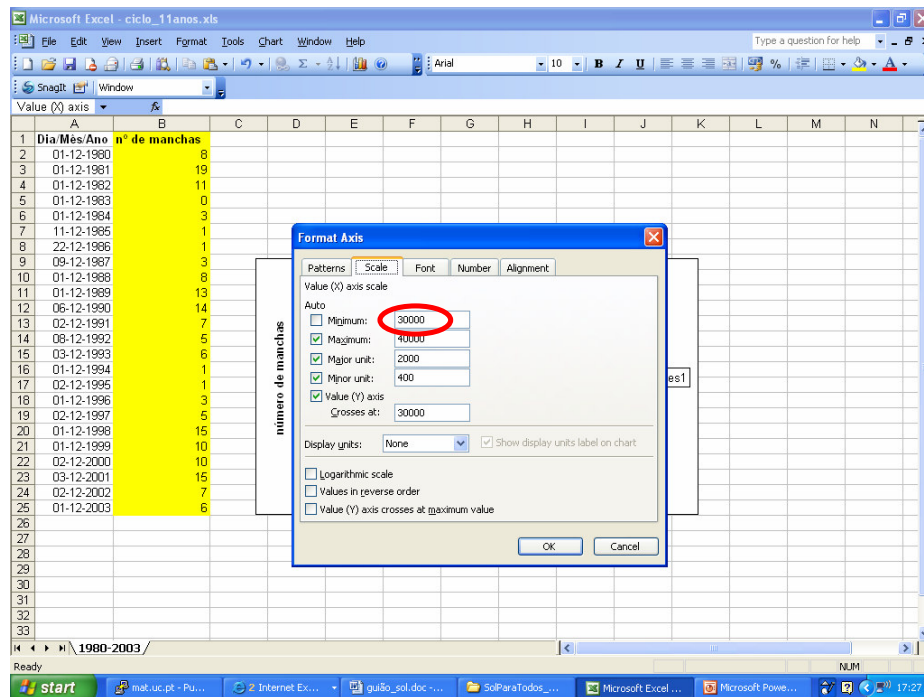 Microsoft Excel - ciclo_11anos.xls
File Edit View Insert Format Tools Chart Window Help
Type a question for help
Arial 10 B I U %
SnagIt Window
Value (X) axis fx
A B C D E F G H I J K L M N
1 Dia/Mês/Ano nº de manchas
2 01-12-1980 8
3 01-12-1981 19
4 01-12-1982 11
5 01-12-1983 0
6 01-12-1984 3
7 11-12-1985 1
8 22-12-1986 1
9 09-12-1987 3
10 01-12-1988 8
11 01-12-1989 13
12 06-12-1990 14
13 02-12-1991 7
14 08-12-1992 5
15 03-12-1993 6
16 01-12-1994 1
17 02-12-1995 1
18 01-12-1996 3
19 02-12-1997 5
20 01-12-1998 15
21 01-12-1999 10
22 02-12-2000 10
23 03-12-2001 15
24 02-12-2002 7
25 01-12-2003 6
26
27
28
29
30
31
32
33
número de manchas
es1
Format Axis
Patterns Scale Font Number Alignment
Value (X) axis scale
Auto
Minimum: 30000
Maximum: 40000
Major unit: 2000
Minor unit: 400
Value (Y) axis
Crosses at: 30000
Display units: None Show display units label on chart
Logarithmic scale
Values in reverse order
Value (Y) axis crosses at maximum value
OK Cancel
1980-2003
Ready NUM
start mat.uc.pt - Pu... 2 Internet Ex... guião_sol.doc -... SolParaTodos_... Microsoft Excel ... Microsoft Powe... 17:37